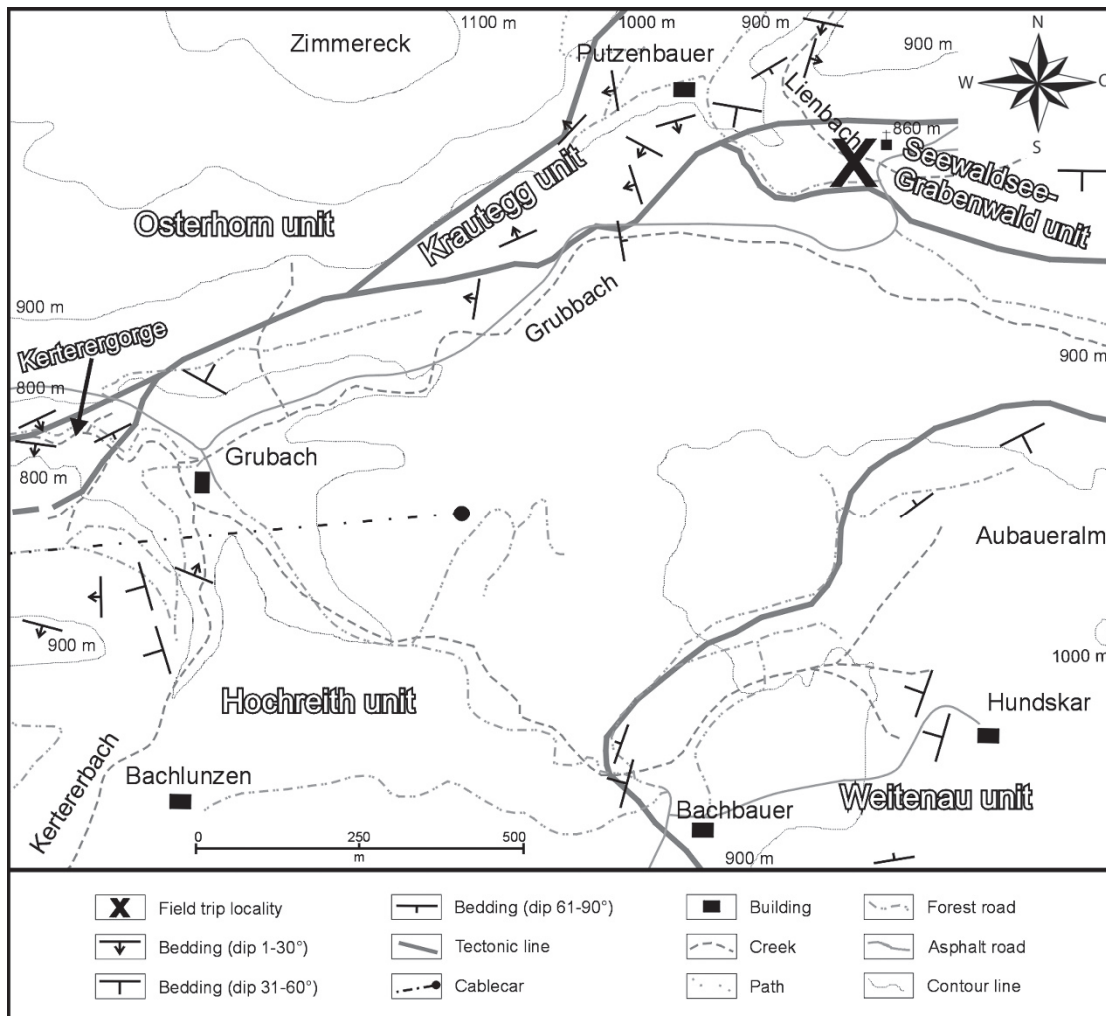 1100 m
1000 m
900 m
Zimmereck
Putzenbauer
900 m
N
W
O
S
Lienbach
860 m
Seewaldsee-
Grabenwald unit
Krautegg unit
Osterhorn unit
Grubbach
900 m
Kerterergorge
800 m
900 m
800 m
Grubach
Aubaueralm
900 m
1000 m
Hochreith unit
Hundskar
Kertererbach
Bachlunzen
Bachbauer
Weitenau unit
0 250 500
m
900 m
X Field trip locality
Bedding (dip 1-30°)
Bedding (dip 31-60°)
Bedding (dip 61-90°)
Tectonic line
Cablecar
Building
Creek
Path
Forest road
Asphalt road
Contour line